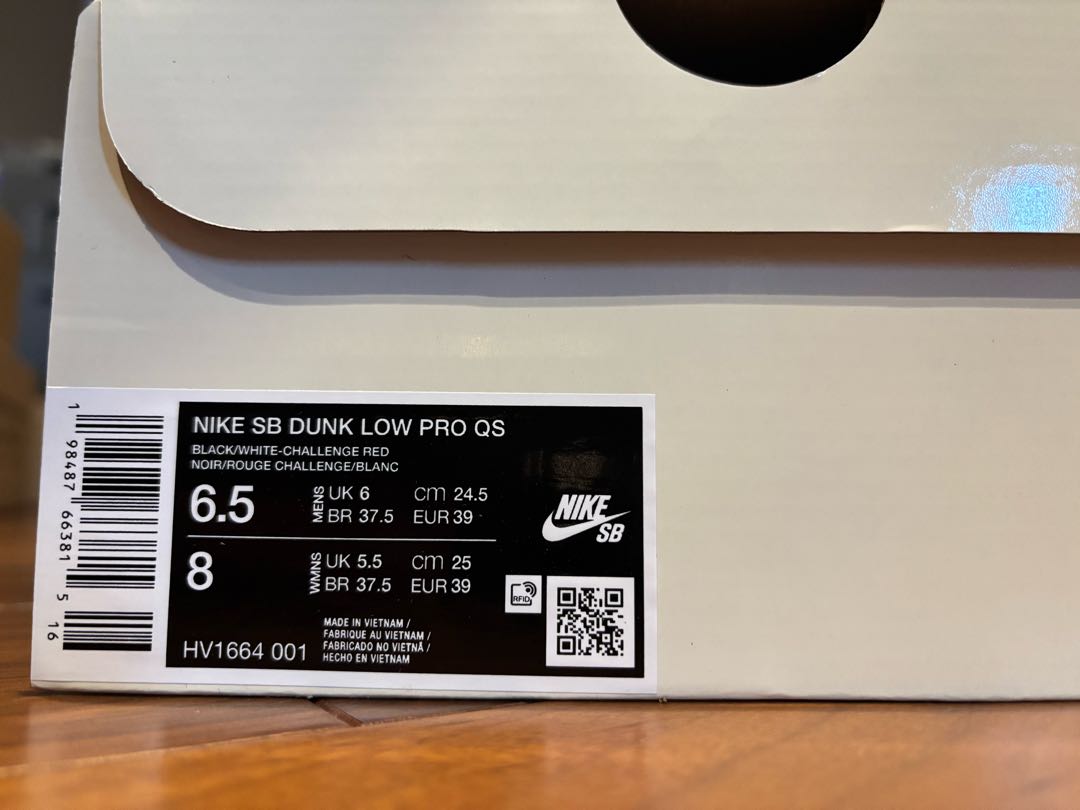 NIKE SB DUNK LOW PRO QS
BLACK/WHITE-CHALLENGE RED
NOIR/ROUGE CHALLENGE/BLANC
6.5 MENS UK 6 cm 24.5
BR 37.5 EUR 39
8 WMNS UK 5.5 cm 25
BR 37.5 EUR 39
NIKE
SB
RFID
MADE IN VIETNAM /
FABRIQUE AU VIETNAM /
FABRICADO NO VIETNÃ /
HECHO EN VIETNAM
HV1664 001
1 98487 66381 5 16